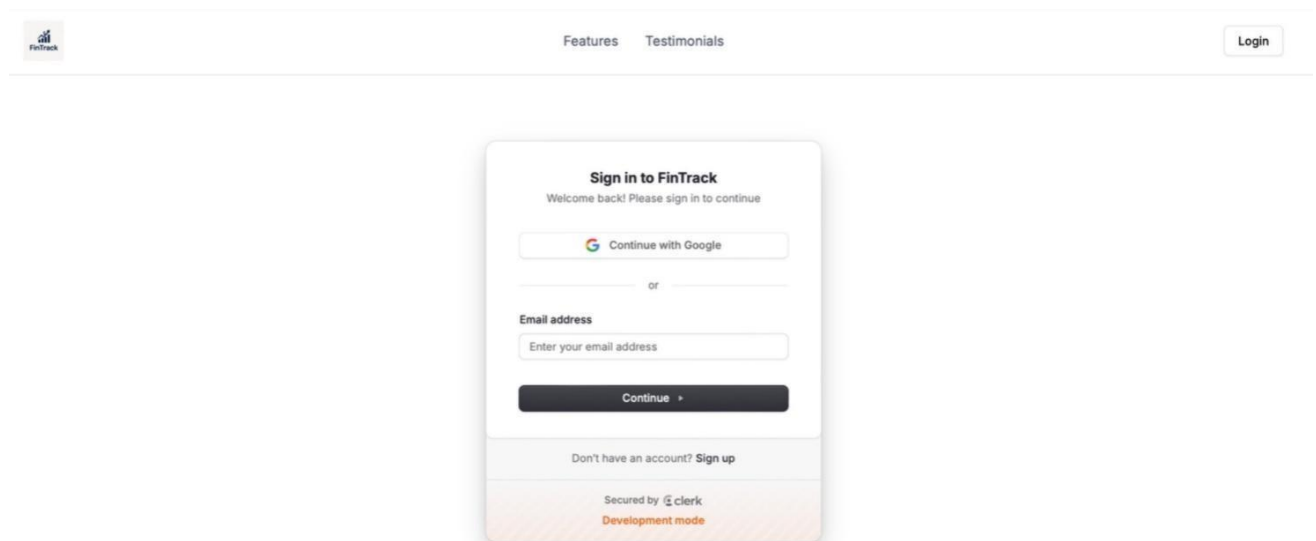 FinTrack
Features Testimonials
Login
Sign in to FinTrack
Welcome back! Please sign in to continue
Continue with Google
or
Email address
Enter your email address
Continue
Don't have an account? Sign up
Secured by clerk
Development mode